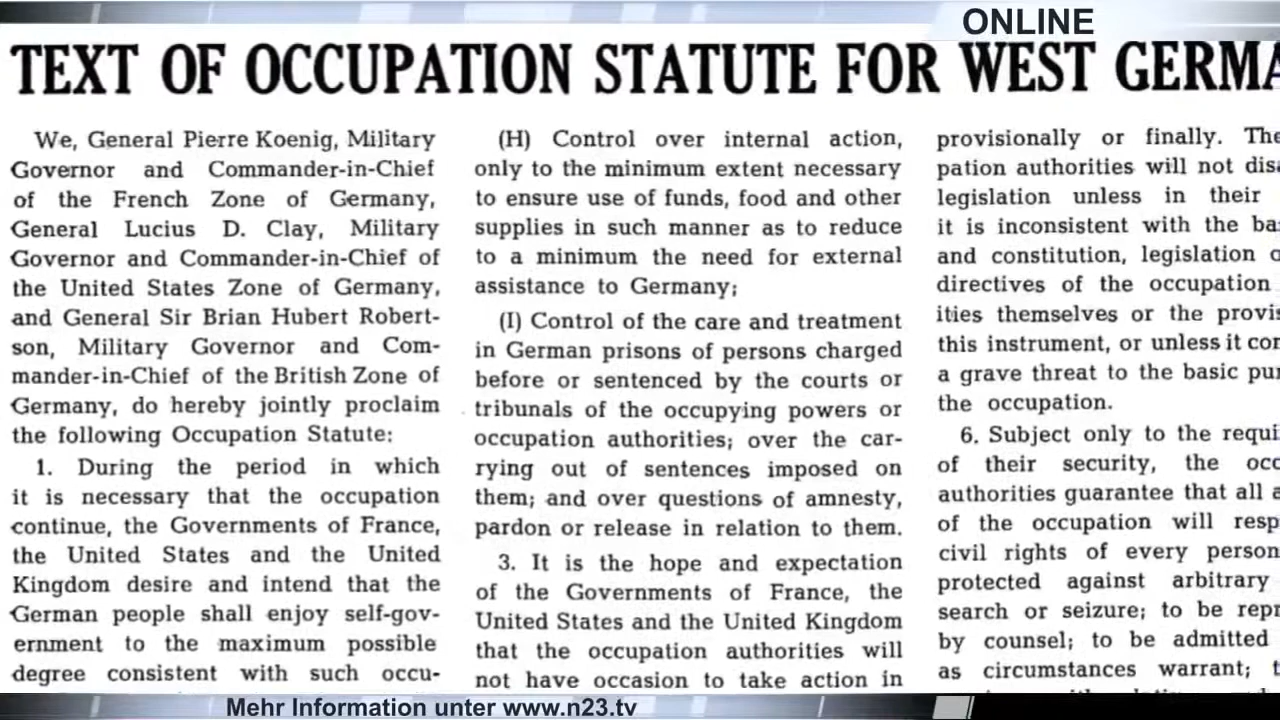 ONLINE
TEXT OF OCCUPATION STATUTE FOR WEST
We, General Pierre Koenig, Military
Governor and Commander-in-Chief
of the French Zone of Germany,
General Lucius D. Clay, Military
Governor and Commander-in-Chief of
the United States Zone of Germany,
and General Sir Brian Hubert Robert-
son, Military Governor and Com-
mander-in-Chief of the British Zone of
Germany, do hereby jointly proclaim
the following Occupation Statute:
1. During the period in which
it is necessary that the occupation
continue, the Governments of France,
the United States and the United
Kingdom desire and intend that the
German people shall enjoy self-gov-
ernment to the maximum possible
degree consistent with such occu-
(H) Control over internal action,
only to the minimum extent necessary
to ensure use of funds, food and other
supplies in such manner as to reduce
to a minimum the need for external
assistance to Germany;
(I) Control of the care and treatment
in German prisons of persons charged
before or sentenced by the courts or
tribunals of the occupying powers or
occupation authorities; over the car-
rying out of sentences imposed on
them; and over questions of amnesty,
pardon or release in relation to them.
3. It is the hope and expectation
of the Governments of France, the
United States and the United Kingdom
that the occupation authorities will
not have occasion to take action in
provisionally or finally. The
pation authorities will not
legislation unless in their
it is inconsistent with the
and constitution, legislation
directives of the occupation
ities themselves or the
this instrument, or unless it
a grave threat to the basic
the occupation.
6. Subject only to the
of their security, the
authorities guarantee that all
of the occupation will
civil rights of every person
protected against arbitrary
search or seizure; to be
by counsel; to be admitted
as circumstances warrant;
Mehr Information unter www.n23.tv